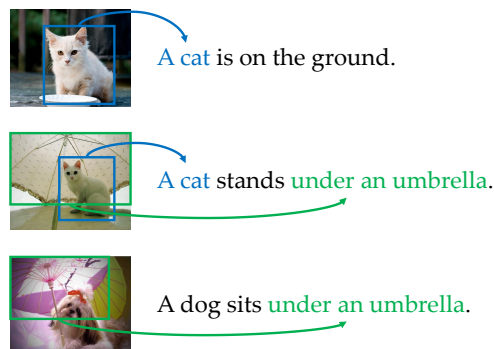 A cat is on the ground.
A cat stands under an umbrella.
A dog sits under an umbrella.